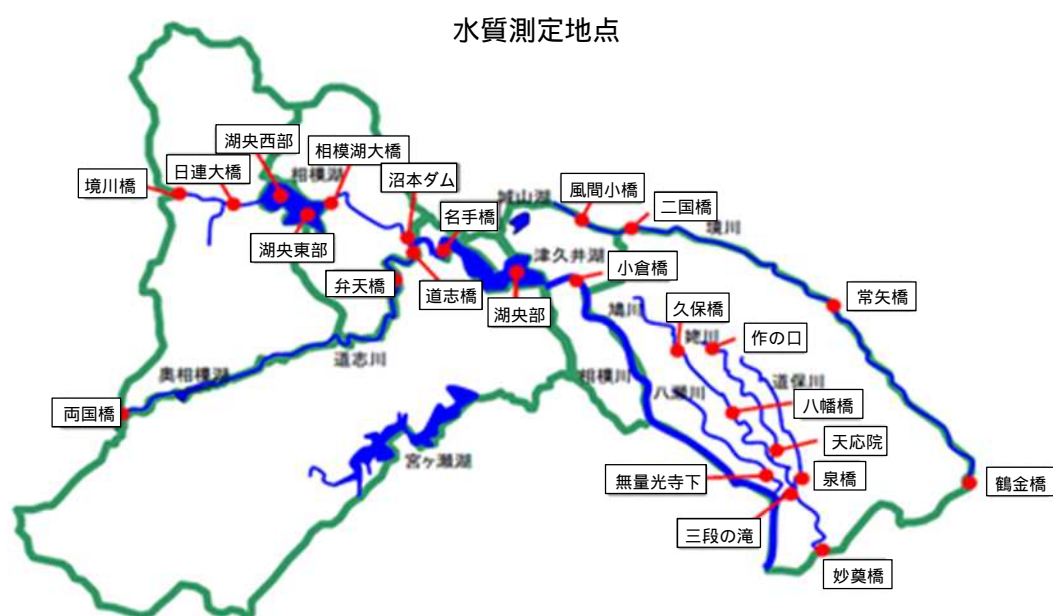 水質測定地点
湖央西部
相模湖大橋
沼本ダム
日連大橋
境川橋
相模湖
城山湖
風間小橋
二国橋
境川
名手橋
湖央東部
津久井湖
小倉橋
弁天橋
道志橋
湖央部
鳩川
久保橋
常矢橋
作の口
姥川
道志川
奥相模湖
相模川
道保川
八瀬川
八幡橋
両国橋
天応院
宮ヶ瀬湖
無量光寺下
泉橋
鶴金橋
三段の滝
妙奠橋